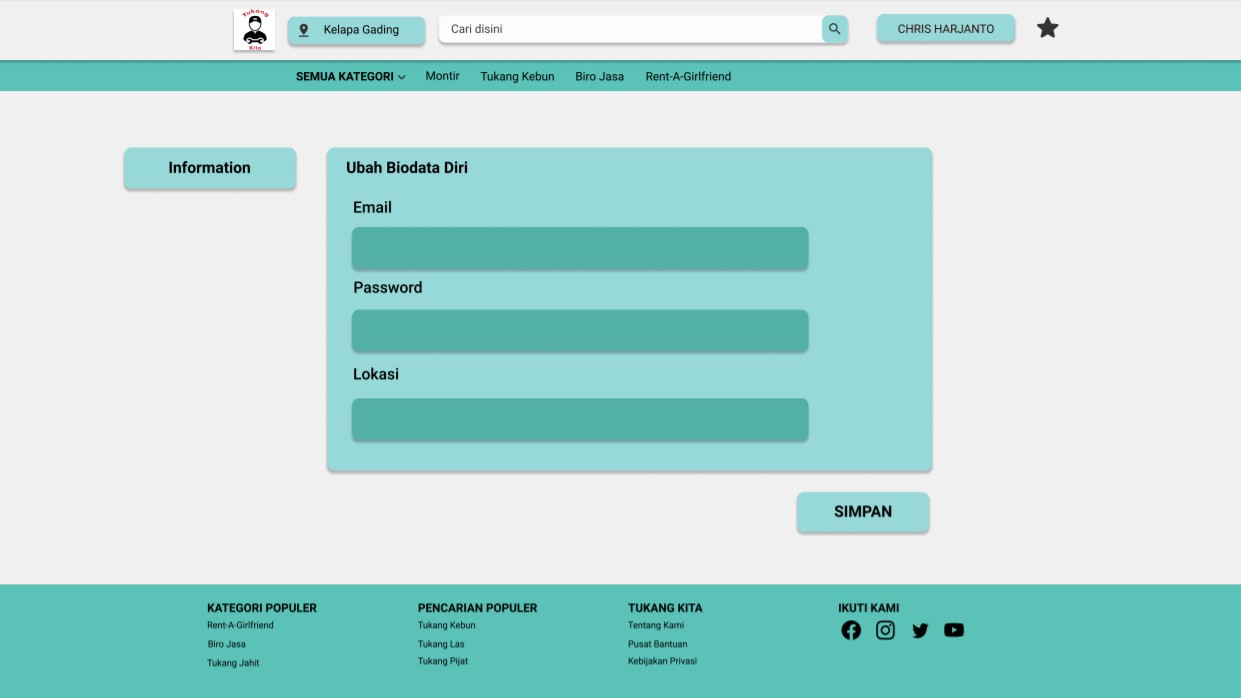 Tukang
Kita
Kelapa Gading
Cari disini
CHRIS HARJANTO
SEMUA KATEGORI
Montir
Tukang Kebun
Biro Jasa
Rent-A-Girlfriend
Information
Ubah Biodata Diri
Email
Password
Lokasi
SIMPAN
KATEGORI POPULER
Rent-A-Girlfriend
Biro Jasa
Tukang Jahit
PENCARIAN POPULER
Tukang Kebun
Tukang Las
Tukang Pijat
TUKANG KITA
Tentang Kami
Pusat Bantuan
Kebijakan Privasi
IKUTI KAMI